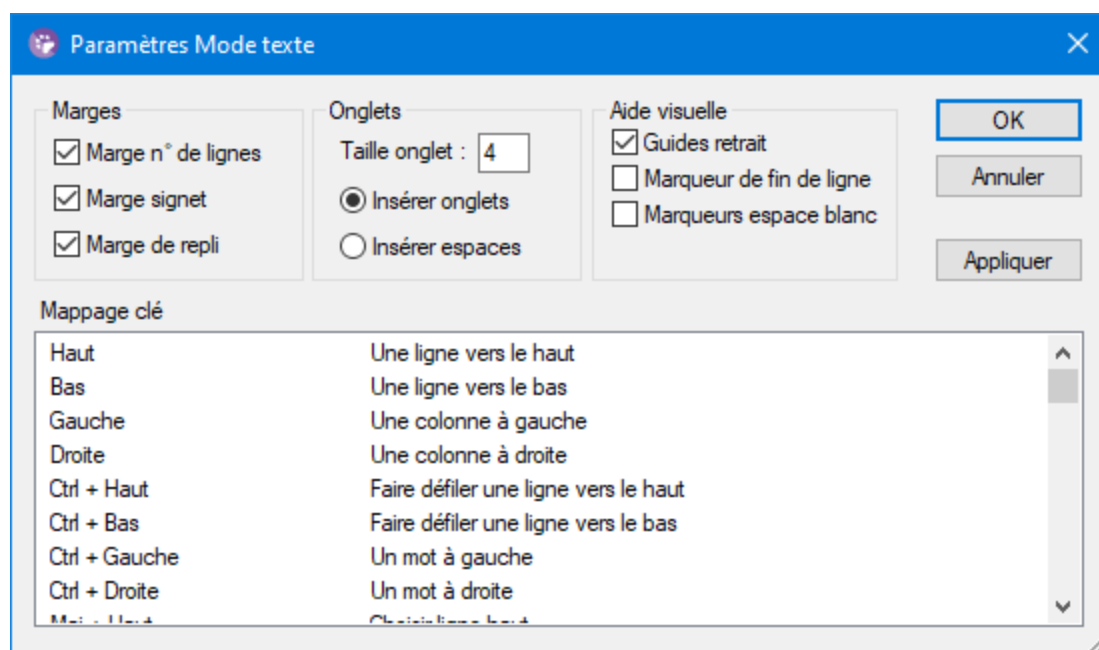 Paramètres Mode texte
Marges
Marge n° de lignes
Marge signet
Marge de repli
Onglets
Taille onglet : 4
Insérer onglets
Insérer espaces
Aide visuelle
Guides retrait
Marqueur de fin de ligne
Marqueurs espace blanc
OK
Annuler
Appliquer
Mappage clé
Haut Une ligne vers le haut
Bas Une ligne vers le bas
Gauche Une colonne à gauche
Droite Une colonne à droite
Ctrl + Haut Faire défiler une ligne vers le haut
Ctrl + Bas Faire défiler une ligne vers le bas
Ctrl + Gauche Un mot à gauche
Ctrl + Droite Un mot à droite